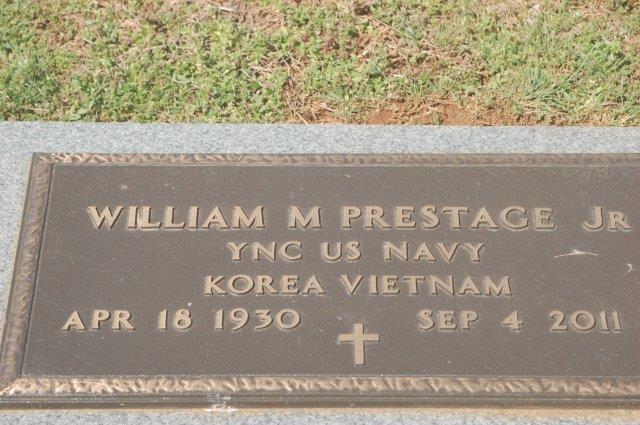 WILLIAM M PRESTAGE JR
YNC US NAVY
KOREA VIETNAM
APR 18 1930 SEP 4 2011